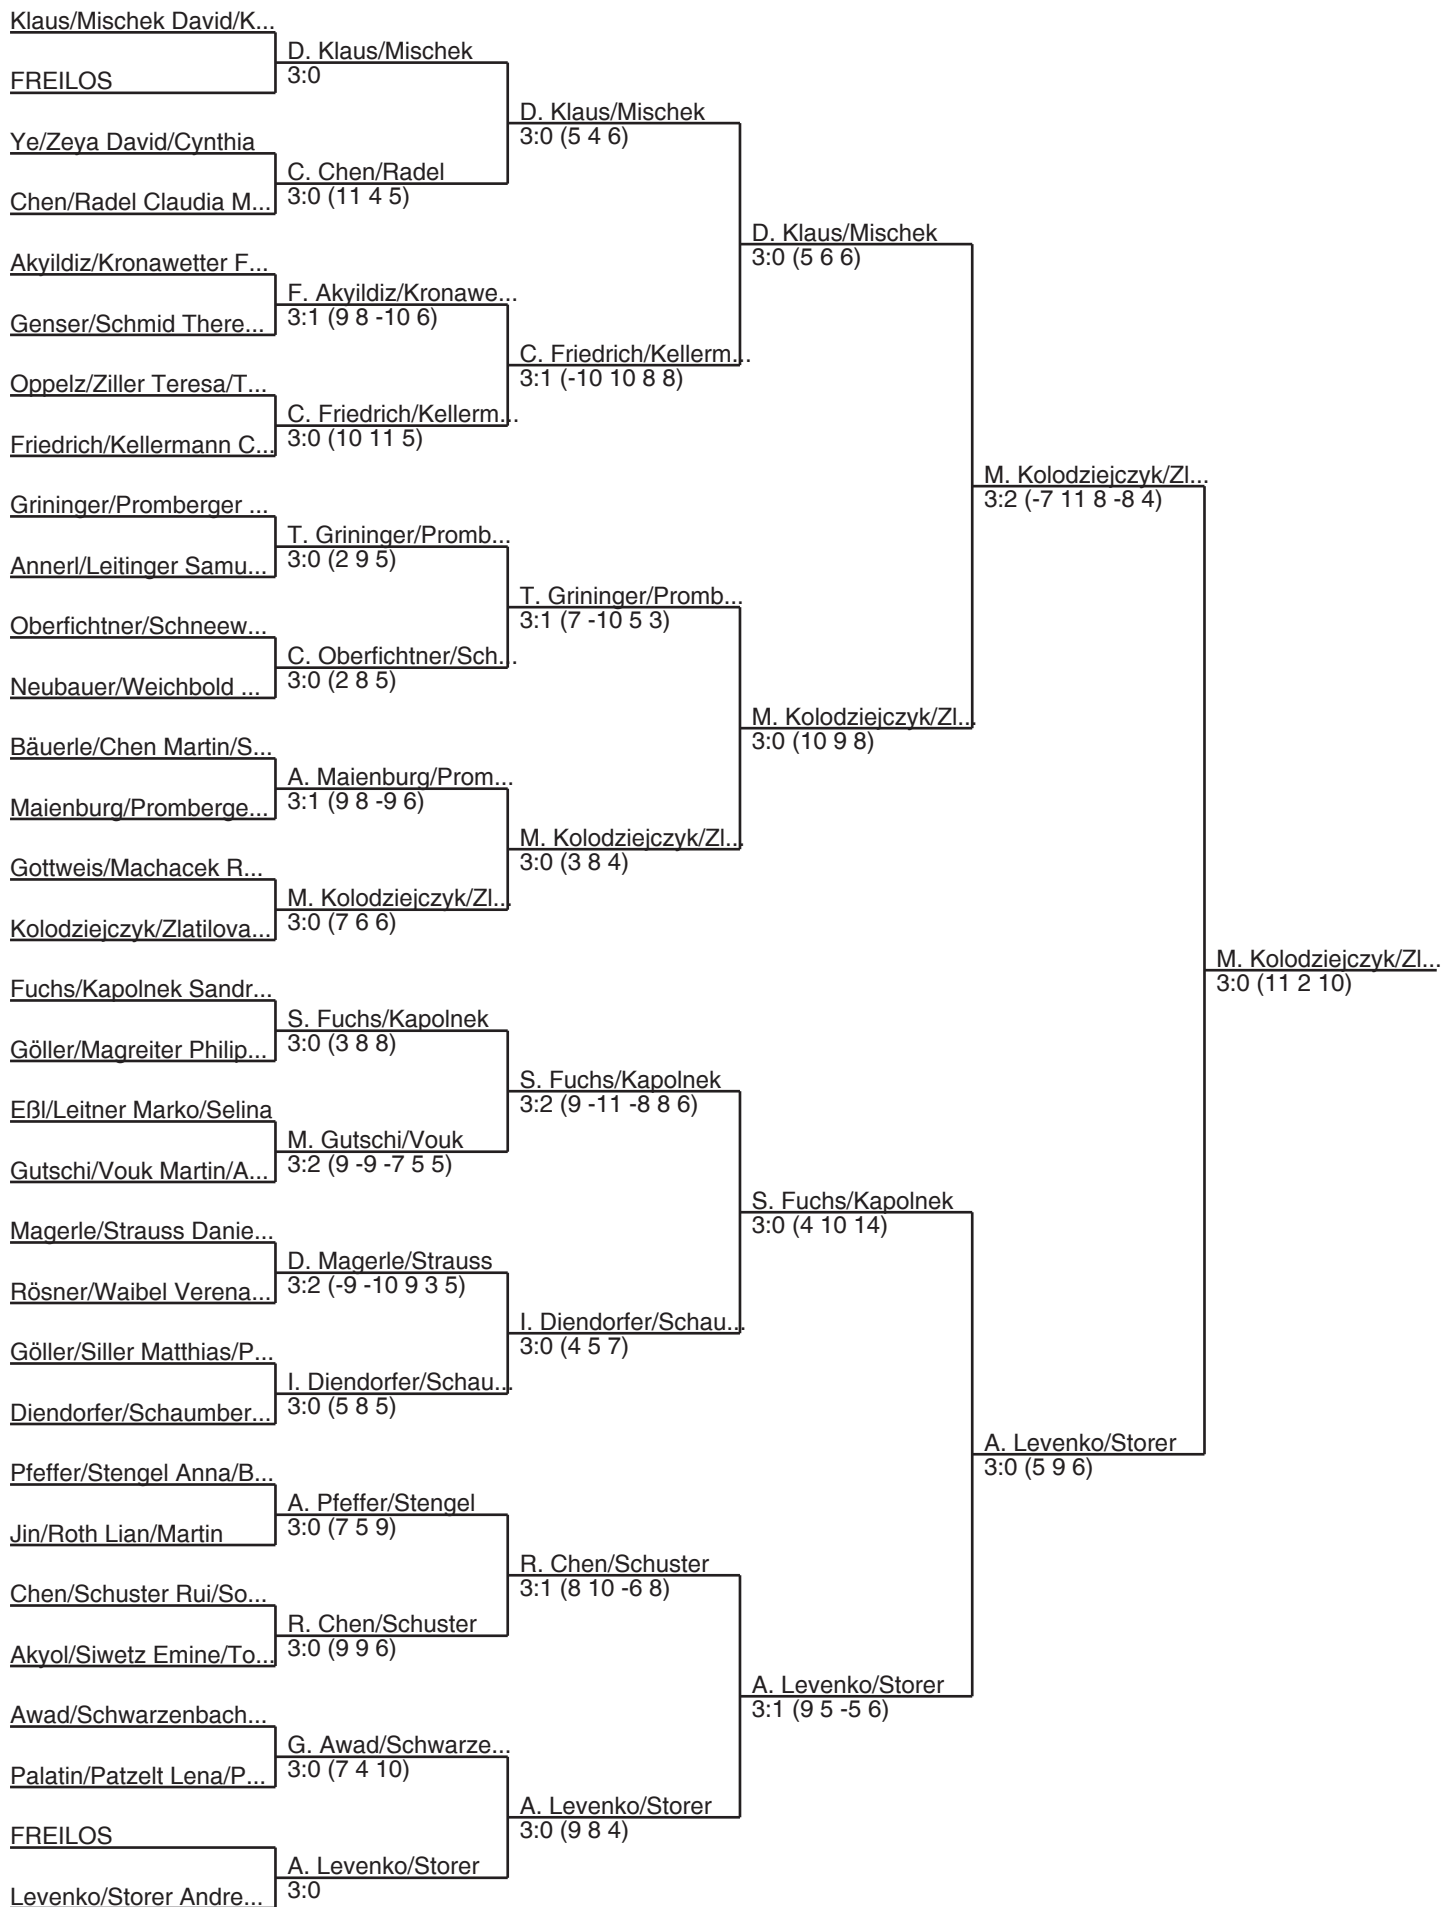 Klaus/Mischek David/K...
D. Klaus/Mischek
3:0
FREILOS
D. Klaus/Mischek
3:0 (5 4 6)
Ye/Zeya David/Cynthia
C. Chen/Radel
3:0 (11 4 5)
Chen/Radel Claudia M...
D. Klaus/Mischek
3:0 (5 6 6)
Akyildiz/Kronawetter F...
F. Akyildiz/Kronawe...
3:1 (9 8 -10 6)
Genser/Schmid There...
C. Friedrich/Kellerm...
3:1 (-10 10 8 8)
Oppelz/Ziller Teresa/T...
C. Friedrich/Kellerm...
3:0 (10 11 5)
Friedrich/Kellermann C...
M. Kolodziejczyk/Zl...
3:2 (-7 11 8 -8 4)
Grininger/Promberger ...
T. Grininger/Promb...
3:0 (2 9 5)
Annerl/Leitinger Samu...
T. Grininger/Promb...
3:1 (7 -10 5 3)
Oberfichtner/Schneew...
C. Oberfichtner/Sch...
3:0 (2 8 5)
Neubauer/Weichbold ...
M. Kolodziejczyk/Zl...
3:0 (10 9 8)
Bäuerle/Chen Martin/S...
A. Maienburg/Prom...
3:1 (9 8 -9 6)
Maienburg/Promberge...
M. Kolodziejczyk/Zl...
3:0 (3 8 4)
Gottweis/Machacek R...
M. Kolodziejczyk/Zl...
3:0 (7 6 6)
Kolodziejczyk/Zlatilova...
M. Kolodziejczyk/Zl...
3:0 (11 2 10)
Fuchs/Kapolnek Sandr...
S. Fuchs/Kapolnek
3:0 (3 8 8)
Göller/Magreiter Philip...
S. Fuchs/Kapolnek
3:2 (9 -11 -8 8 6)
Eßl/Leitner Marko/Selina
M. Gutschi/Vouk
3:2 (9 -9 -7 5 5)
Gutschi/Vouk Martin/A...
S. Fuchs/Kapolnek
3:0 (4 10 14)
Magerle/Strauss Danie...
D. Magerle/Strauss
3:2 (-9 -10 9 3 5)
Rösner/Waibel Verena...
I. Diendorfer/Schau...
3:0 (4 5 7)
Göller/Siller Matthias/P...
I. Diendorfer/Schau...
3:0 (5 8 5)
Diendorfer/Schaumber...
A. Levenko/Storer
3:0 (5 9 6)
Pfeffer/Stengel Anna/B...
A. Pfeffer/Stengel
3:0 (7 5 9)
Jin/Roth Lian/Martin
R. Chen/Schuster
3:1 (8 10 -6 8)
Chen/Schuster Rui/So...
R. Chen/Schuster
3:0 (9 9 6)
Akyol/Siwetz Emine/To...
A. Levenko/Storer
3:1 (9 5 -5 6)
Awad/Schwarzenbach...
G. Awad/Schwarze...
3:0 (7 4 10)
Palatin/Patzelt Lena/P...
A. Levenko/Storer
3:0 (9 8 4)
FREILOS
A. Levenko/Storer
3:0
Levenko/Storer Andre...